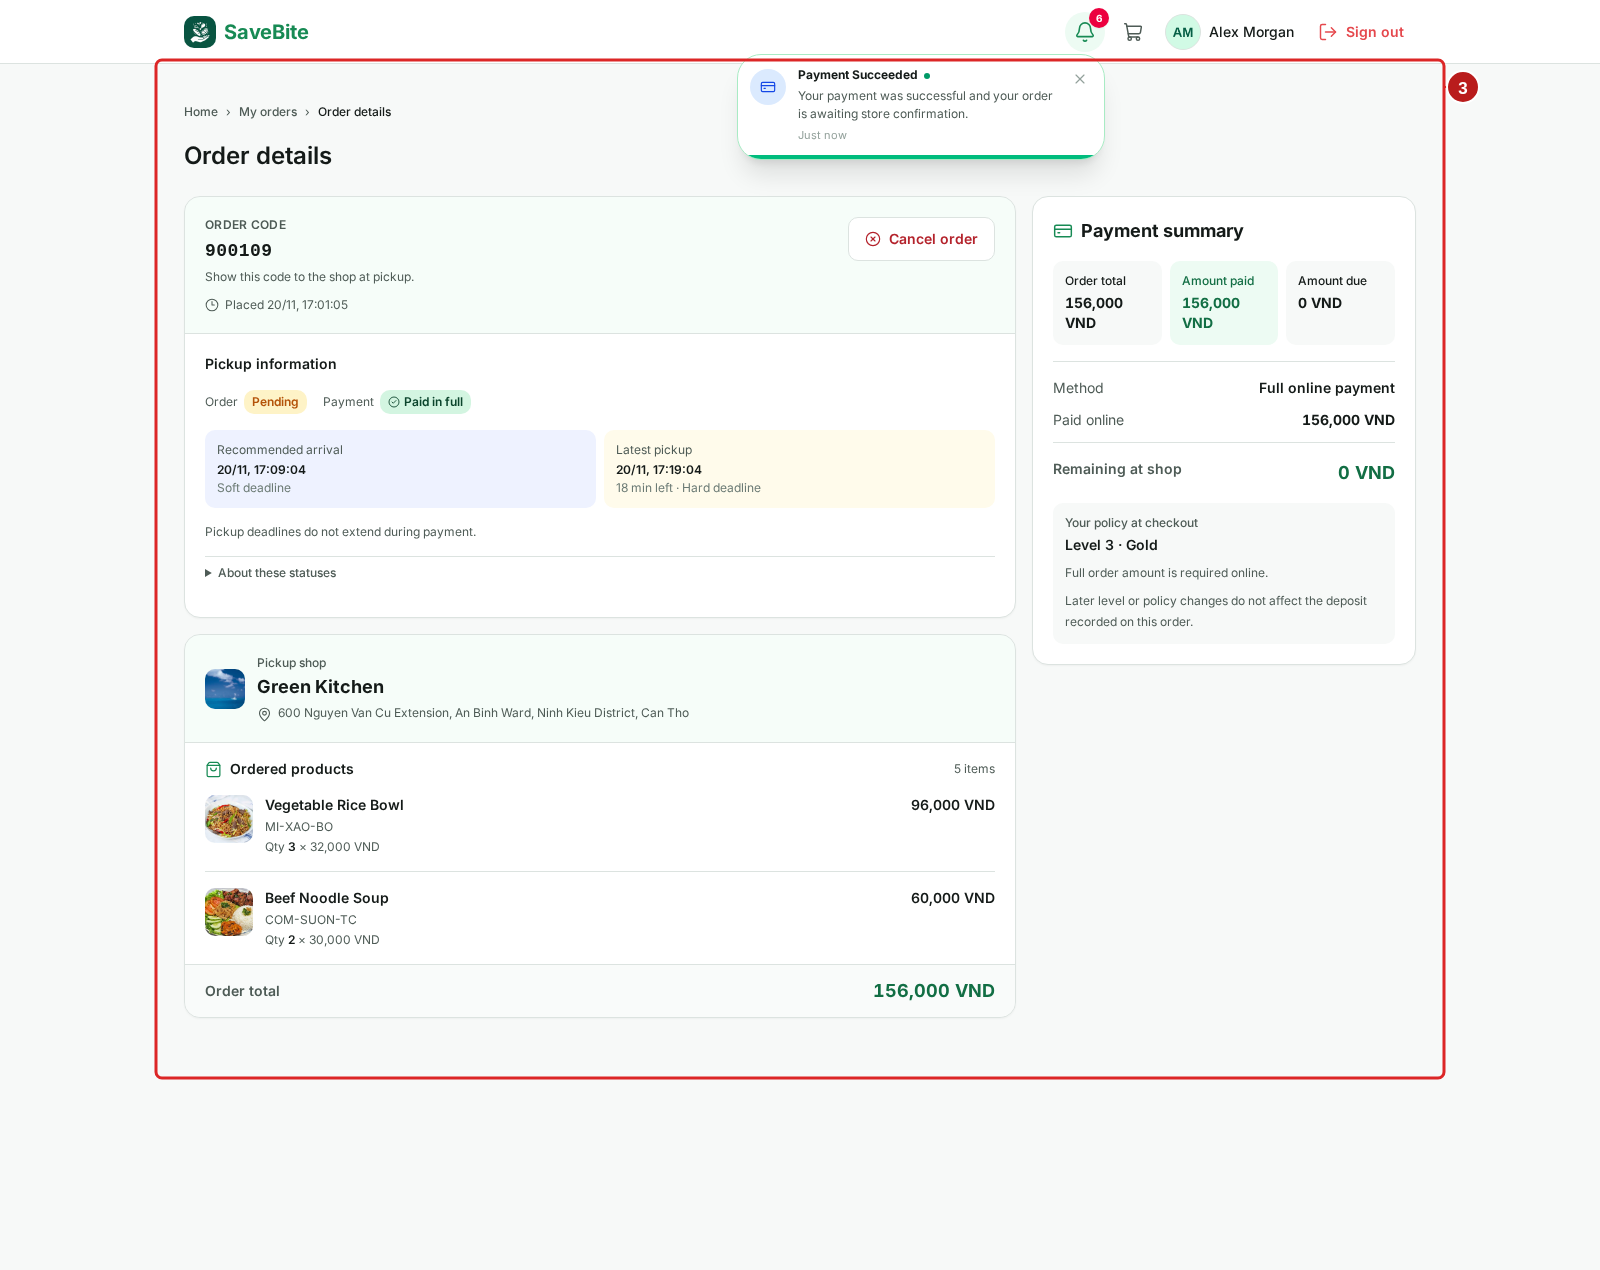 SaveBite
6
AM
Alex Morgan
Sign out
Payment Succeeded
Your payment was successful and your order
is awaiting store confirmation.
Just now
3
Home › My orders › Order details
Order details
ORDER CODE
900109
Show this code to the shop at pickup.
Placed 20/11, 17:01:05
Cancel order
Pickup information
Order Pending Payment Paid in full
Recommended arrival
20/11, 17:09:04
Soft deadline
Latest pickup
20/11, 17:19:04
18 min left · Hard deadline
Pickup deadlines do not extend during payment.
About these statuses
Pickup shop
Green Kitchen
600 Nguyen Van Cu Extension, An Binh Ward, Ninh Kieu District, Can Tho
Ordered products
5 items
Vegetable Rice Bowl
96,000 VND
MI-XAO-BO
Qty 3 × 32,000 VND
Beef Noodle Soup
60,000 VND
COM-SUON-TC
Qty 2 × 30,000 VND
Order total
156,000 VND
Payment summary
Order total
156,000
VND
Amount paid
156,000
VND
Amount due
0 VND
Method
Full online payment
Paid online
156,000 VND
Remaining at shop
0 VND
Your policy at checkout
Level 3 · Gold
Full order amount is required online.
Later level or policy changes do not affect the deposit
recorded on this order.